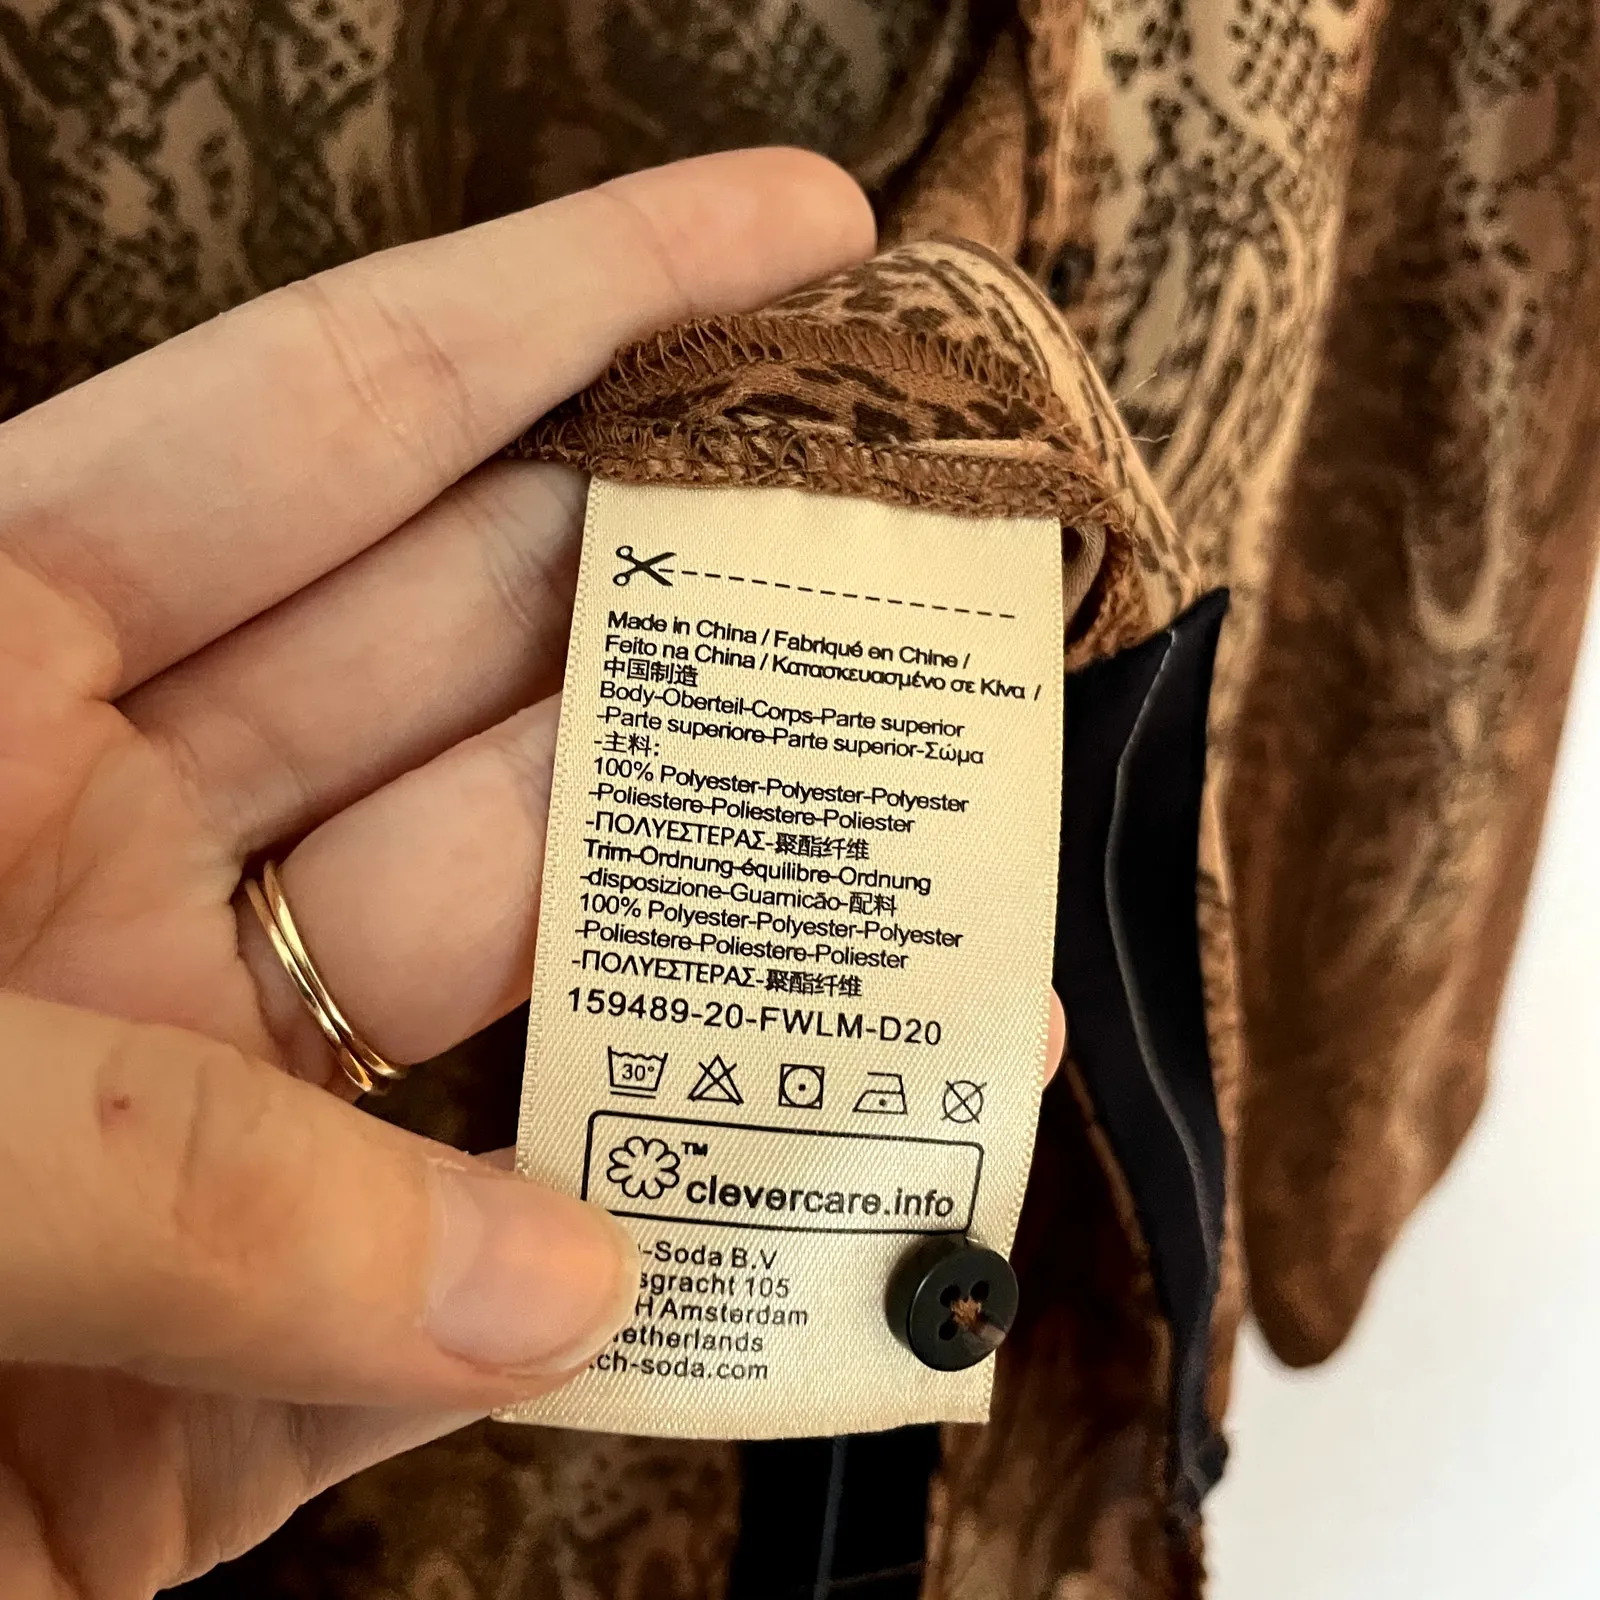 Made in China / Fabriqué en Chine /
Feito na China / Κατασκευασμένο σε Κίνα /
中国制造
Body-Oberteil-Corps-Parte superior
-Parte superiore-Parte superior-Σώμα
-主料:
100% Polyester-Polyester-Polyester
-Poliestere-Poliestere-Poliester
-ΠΟΛΥΕΣΤΕΡΑΣ-聚酯纤维
Trim-Ordnung-équilibre-Ordnung
-disposizione-Guarnicão-配料
100% Polyester-Polyester-Polyester
-Poliestere-Poliestere-Poliester
-ΠΟΛΥΕΣΤΕΡΑΣ-聚酯纤维
159489-20-FWLM-D20
30°
TM
clevercare.info
-Soda B.V
sgracht 105
H Amsterdam
etherlands
ch-soda.com